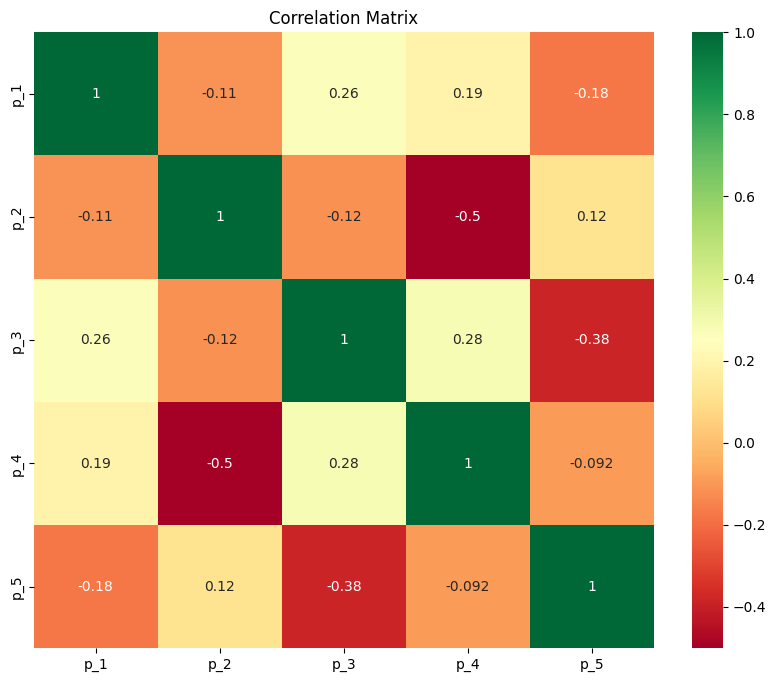 Correlation Matrix
p_1 1 -0.11 0.26 0.19 -0.18
p_2 -0.11 1 -0.12 -0.5 0.12
p_3 0.26 -0.12 1 0.28 -0.38
p_4 0.19 -0.5 0.28 1 -0.092
p_5 -0.18 0.12 -0.38 -0.092 1
p_1 p_2 p_3 p_4 p_5
1.0
0.8
0.6
0.4
0.2
0.0
−0.2
−0.4